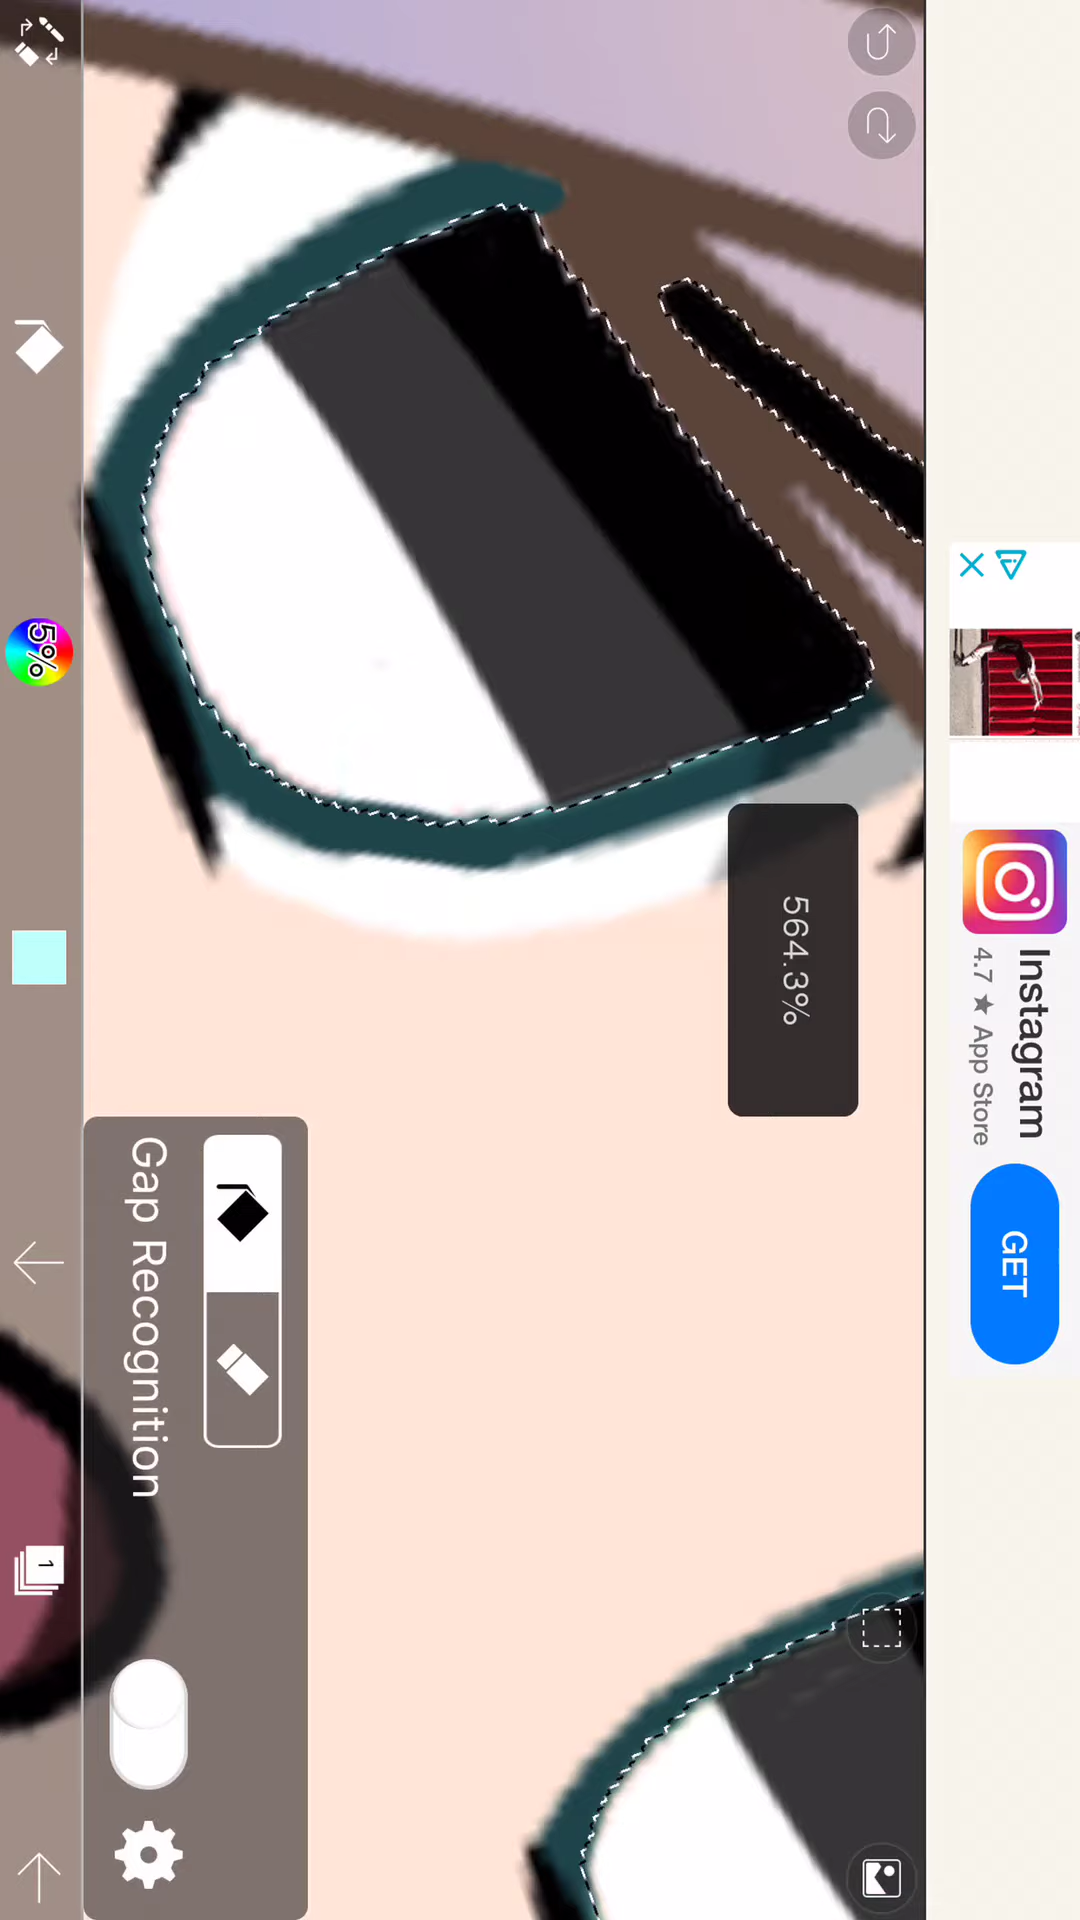 5%
564.3%
Gap Recognition
1
Instagram
4.7 ★ App Store
GET